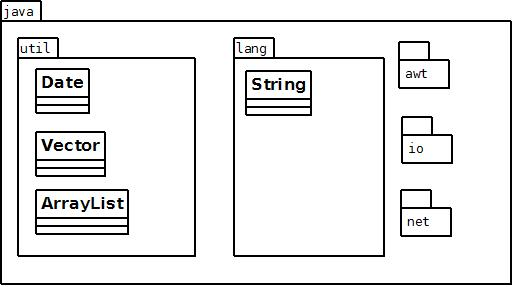 java
util
Date
Vector
ArrayList
lang
String
awt
io
net